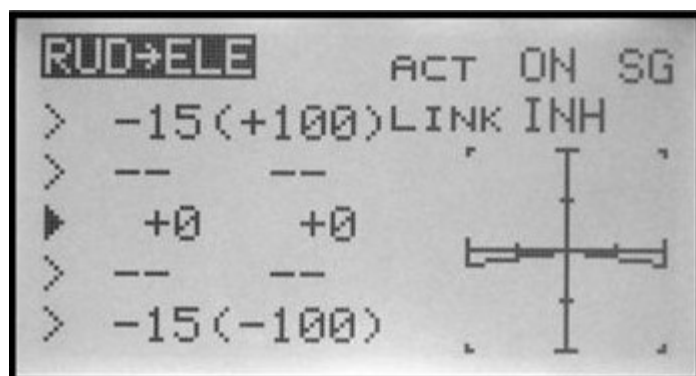 RUD→ELE ACT ON SG
> -15(+100) LINK INH
> -- --
▶ +0 +0
> -- --
> -15(-100)